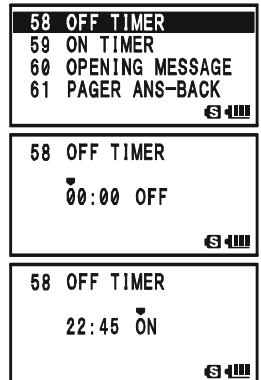 58 OFF TIMER
59 ON TIMER
60 OPENING MESSAGE
61 PAGER ANS-BACK
S
58 OFF TIMER
00:00 OFF
S
58 OFF TIMER
22:45 ON
S